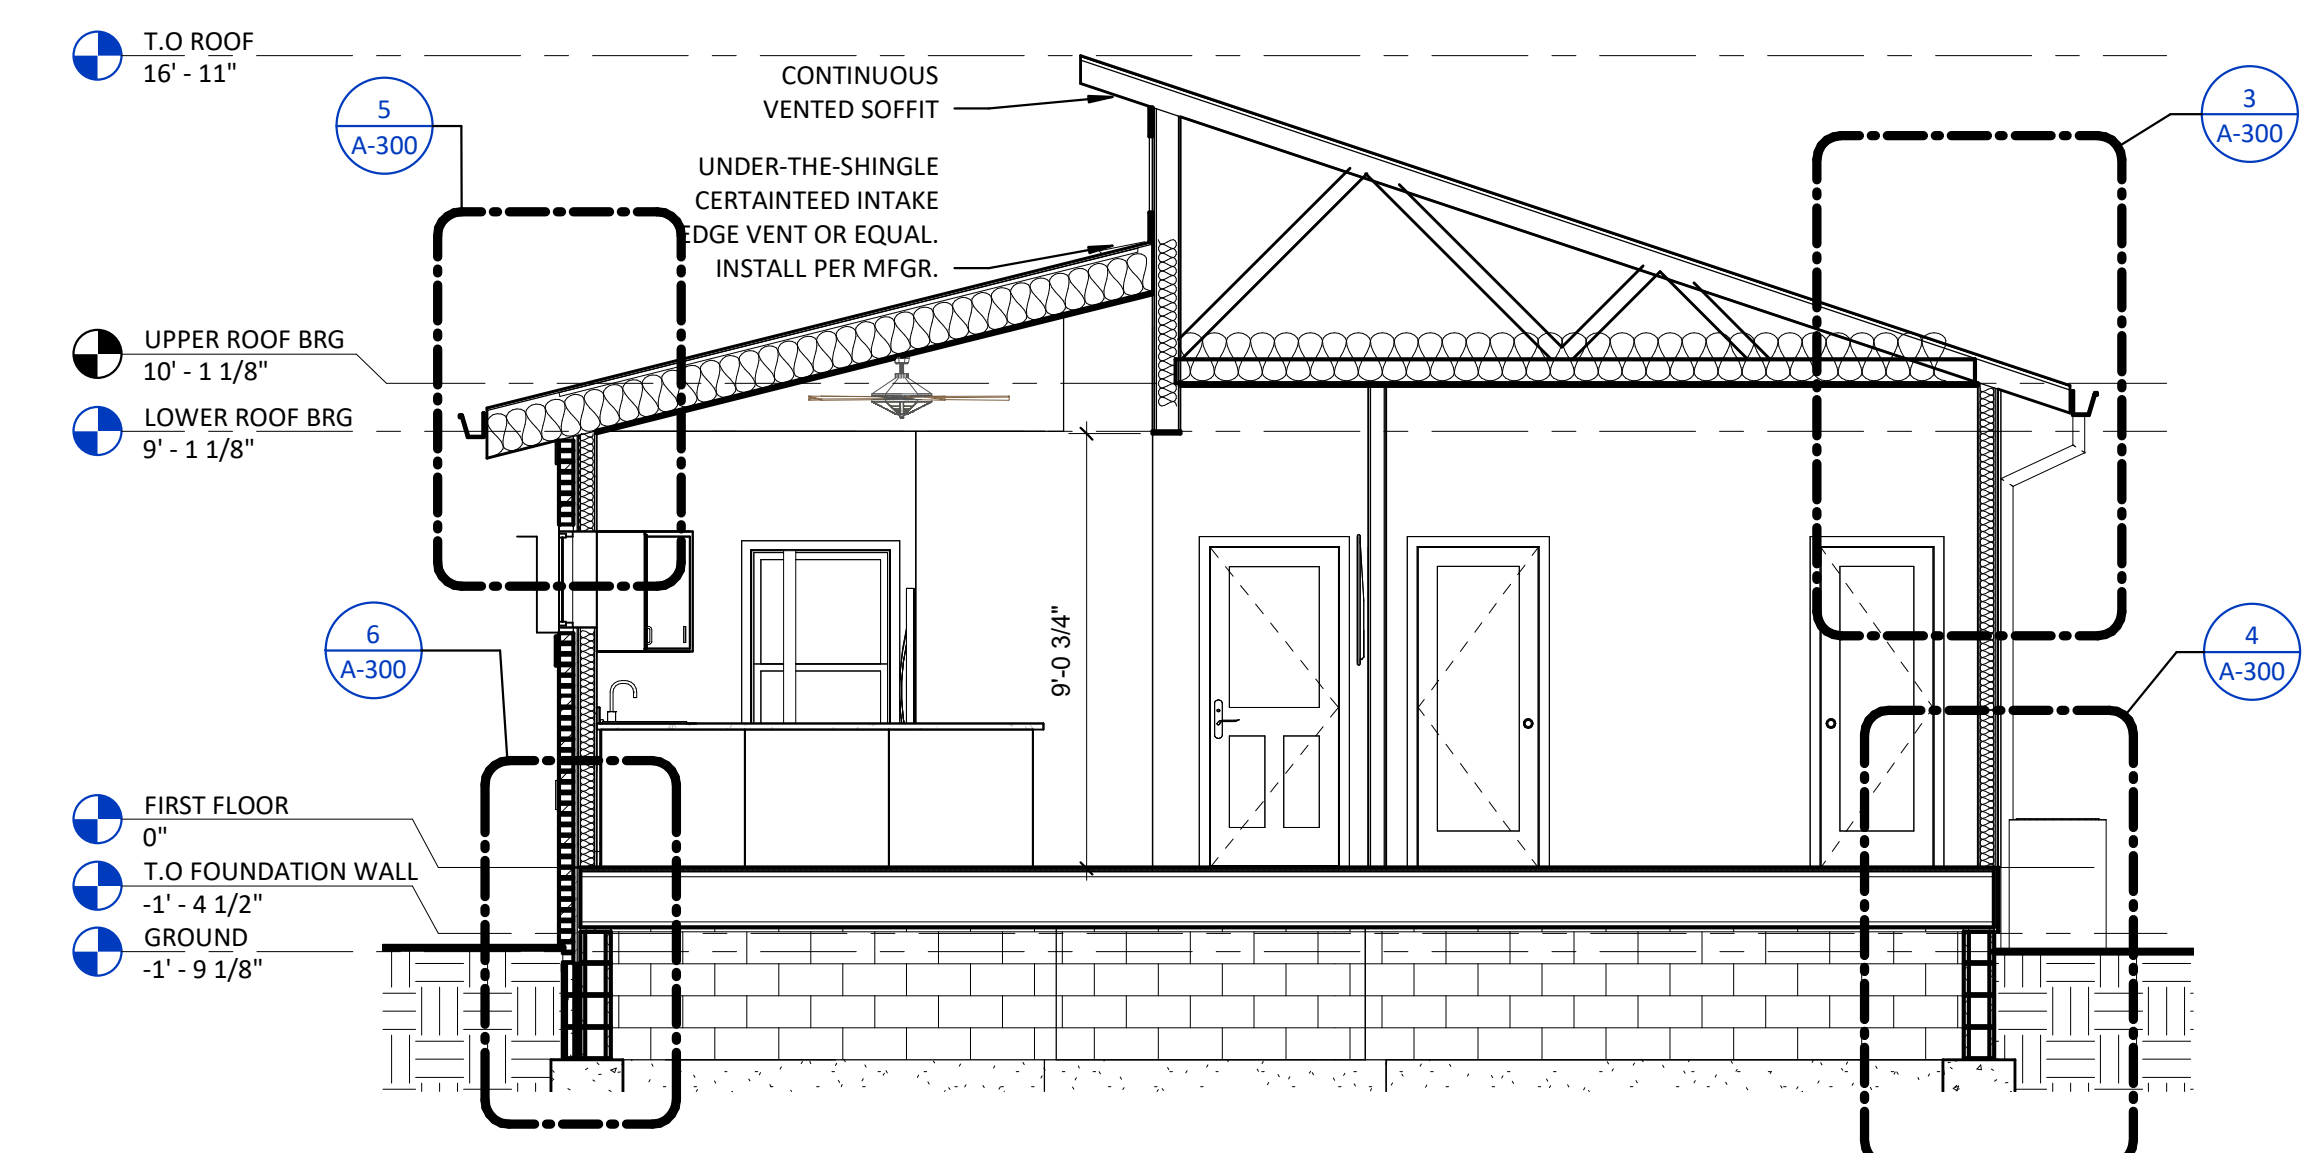 T.O ROOF
16' - 11"
5
A-300
CONTINUOUS
VENTED SOFFIT
3
A-300
UNDER-THE-SHINGLE
CERTAINTEED INTAKE
EDGE VENT OR EQUAL.
INSTALL PER MFGR.
UPPER ROOF BRG
10' - 1 1/8"
LOWER ROOF BRG
9' - 1 1/8"
6
A-300
9'-0 3/4"
4
A-300
FIRST FLOOR
0"
T.O FOUNDATION WALL
-1' - 4 1/2"
GROUND
-1' - 9 1/8"